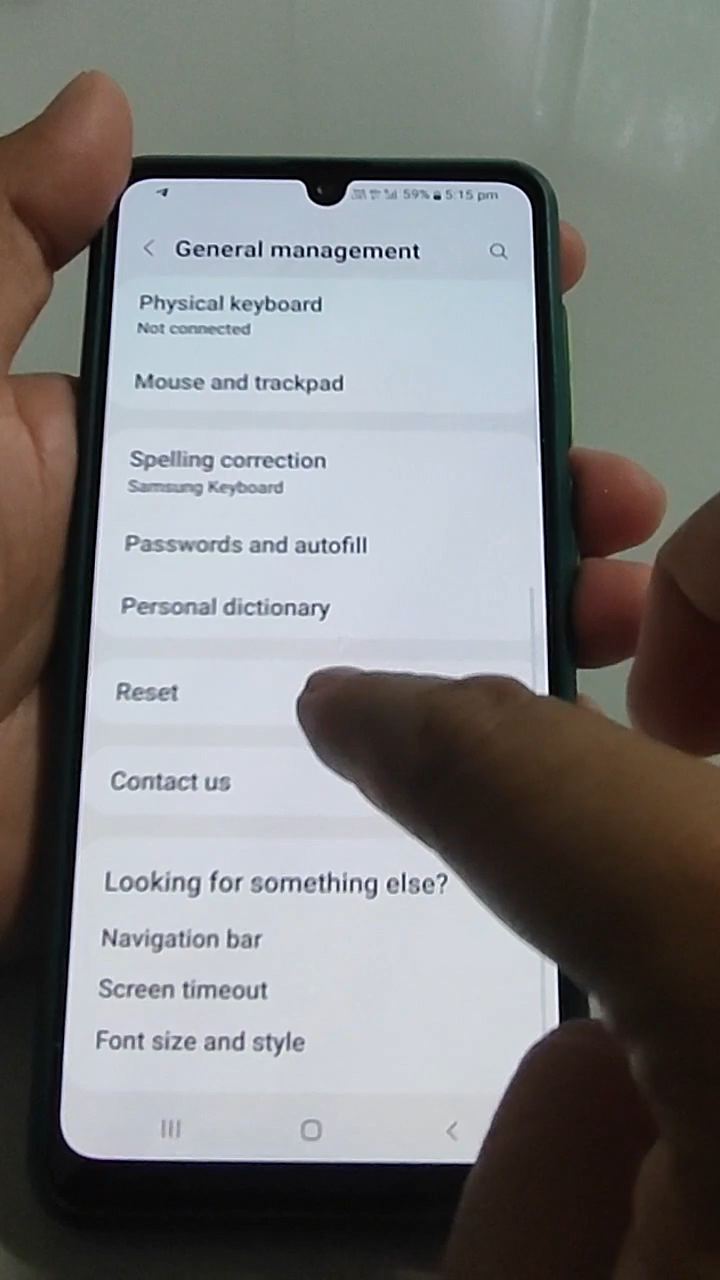 59% 5:15 pm
General management
Physical keyboard
Not connected
Mouse and trackpad
Spelling correction
Samsung Keyboard
Passwords and autofill
Personal dictionary
Reset
Contact us
Looking for something else?
Navigation bar
Screen timeout
Font size and style